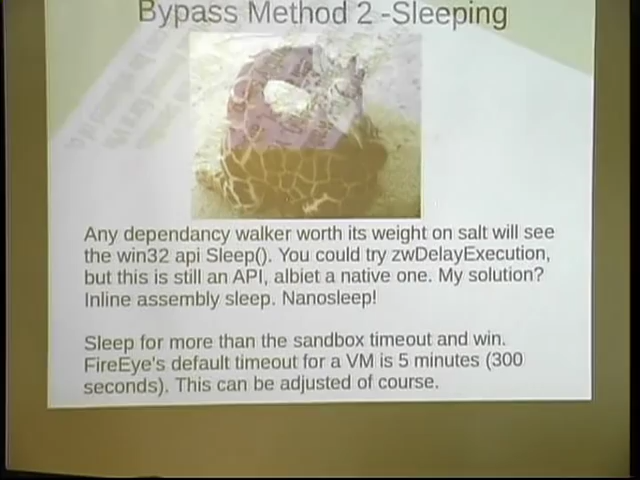 Bypass Method 2 -Sleeping
Any dependancy walker worth its weight on salt will see
the win32 api Sleep(). You could try zwDelayExecution,
but this is still an API, albiet a native one. My solution?
Inline assembly sleep. Nanosleep!
Sleep for more than the sandbox timeout and win.
FireEye's default timeout for a VM is 5 minutes (300
seconds). This can be adjusted of course.